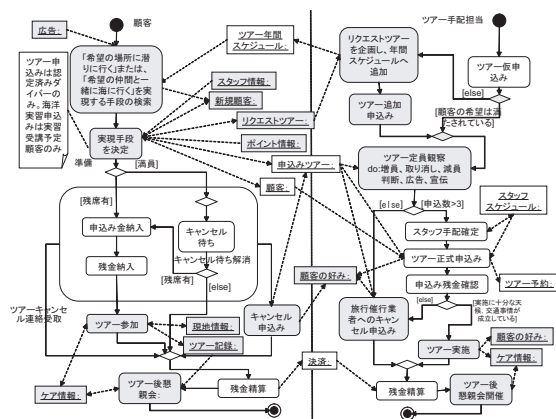 広告:
顧客
ツアー申
込みは認
定済みダ
イバーの
み。海洋
実習申込
みは実習
受講予定
顧客のみ
「希望の場所に潜
りに行く」または、
「希望の仲間と一
緒に海に行く」を実
現する手段の検索
実現手段
を決定
準備
[満員]
[残席有]
申込み金納入
残金納入
キャンセル
待ち
キャンセル待ち解消
[残席有]
[else]
ツアーキャンセ
ル連絡受取
ツアー参加
キャンセル
申込み
現地情報:
ツアー記録:
ケア情報:
ツアー後懇
親会:
残金精算
ツアー年間
スケジュール:
スタッフ情報:
新規顧客:
リクエストツアー:
ポイント情報:
申込みツアー:
顧客:
顧客の好み:
決済:
ツアー手配担当
リクエストツアー
を企画し、年間
スケジュールへ
追加
ツアー仮申
込み
[else]
[顧客の希望は満
たされている]
ツアー追加
申込み
ツアー定員観察
do:増員、取り消し、減員
判断、広告、宣伝
[else]
[申込数>3]
スタッフ手配確定
スタッフ
スケジュール:
ツアー正式申込み
ツアー予約:
申込み残金確認
[else]
[実施に十分な天
候、交通事情が
成立している]
旅行催行業
者へのキャン
セル申込み
ツアー実施
顧客の好み:
ケア情報:
残金精算
ツアー後
懇親会開催